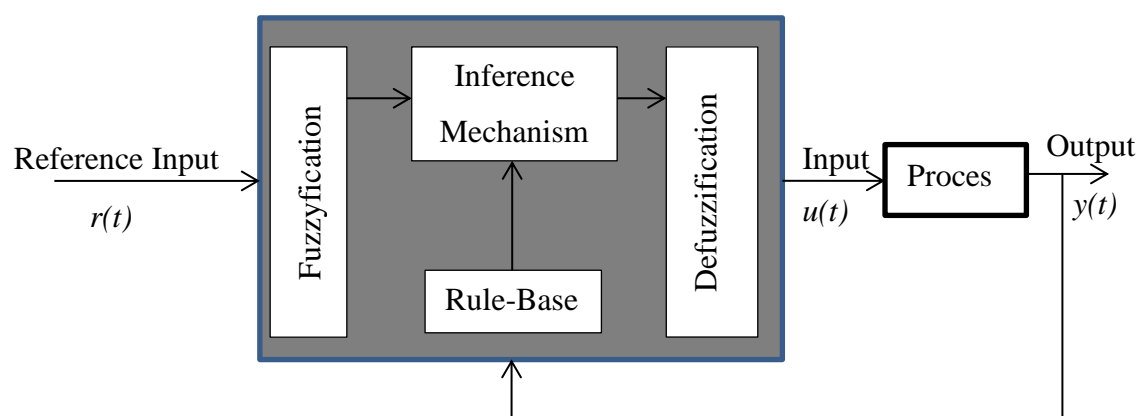 Reference Input
r(t)
Fuzzyfication
Inference
Mechanism
Rule-Base
Defuzzification
Input
u(t)
Proces
Output
y(t)